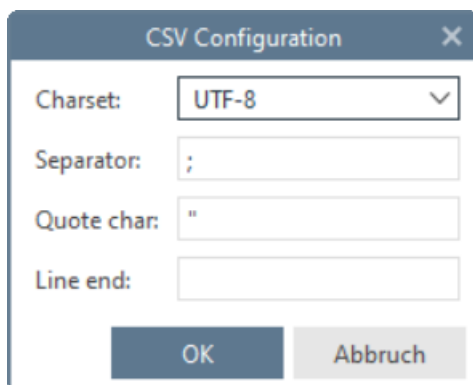 CSV Configuration
Charset: UTF-8
Separator: ;
Quote char: "
Line end:
OK Abbruch